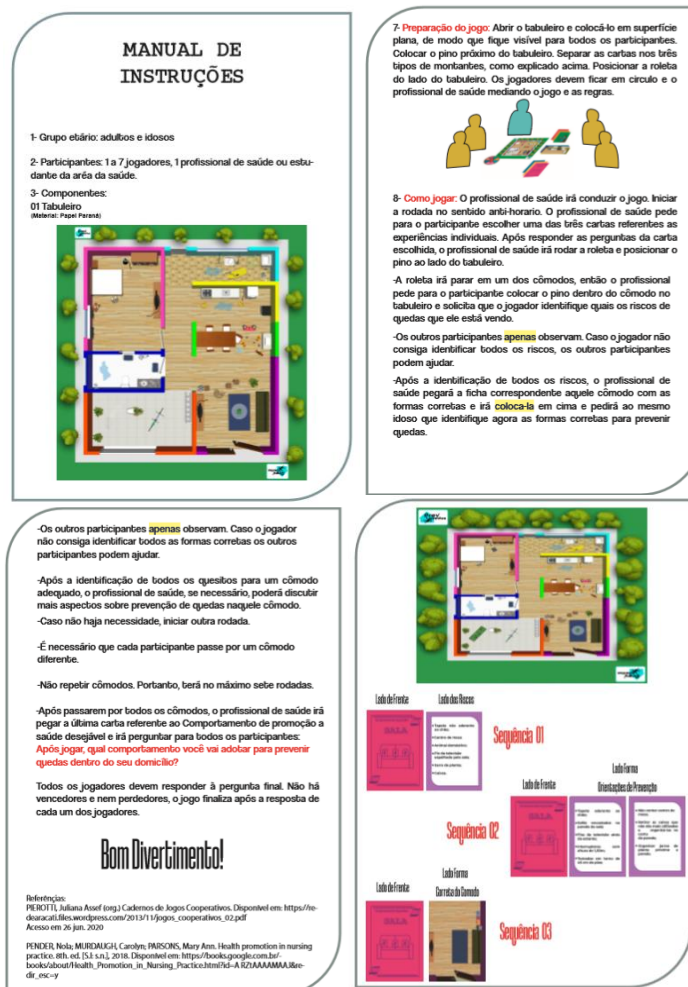 MANUAL DE
INSTRUÇÕES
1- Grupo etário: adultos e idosos
2- Participantes: 1 a 7 jogadores, 1 profissional de saúde ou estu-
dante da aréa da saúde.
3- Componentes:
01 Tabuleiro
(Material: Papel Paraná)
7- Preparação do jogo: Abrir o tabuleiro e colocá-lo em superfície
plana, de modo que fique visível para todos os participantes.
Colocar o pino próximo do tabuleiro. Separar as cartas nos três
tipos de montantes, como explicado acima. Posicionar a roleta
do lado do tabuleiro. Os jogadores devem ficar em circulo e o
profissional de saúde mediando o jogo e as regras.
8- Como jogar: O profissional de saúde irá conduzir o jogo. Iniciar
a rodada no sentido anti-horario. O profissional de saúde pede
para o participante escolher uma das três cartas referentes as
experiências individuais. Após responder as perguntas da carta
escolhida, o profissional de saúde irá rodar a roleta e posicionar o
pino ao lado do tabuleiro.
-A roleta irá parar em um dos cômodos, então o profissional
pede para o participante colocar o pino dentro do cômodo no
tabuleiro e solicita que o jogador identifique quais os riscos de
quedas que ele está vendo.
-Os outros participantes apenas observam. Caso o jogador não
consiga identificar todos os riscos, os outros participantes
podem ajudar.
-Após a identificação de todos os riscos, o profissional de
saúde pegará a ficha correspondente aquele cômodo com as
formas corretas e irá coloca-la em cima e pedirá ao mesmo
idoso que identifique agora as formas corretas para prevenir
quedas.
-Os outros participantes apenas observam. Caso o jogador
não consiga identificar todos as formas corretas os outros
participantes podem ajudar.
-Após a identificação de todos os quesitos para um cômodo
adequado, o profissional de saúde, se necessário, poderá discutir
mais aspectos sobre prevenção de quedas naquele cômodo.
-Caso não haja necessidade, iniciar outra rodada.
-É necessário que cada participante passe por um cômodo
diferente.
-Não repetir cômodos. Portanto, terá no máximo sete rodadas.
-Após passarem por todos os cômodos, o profissional de saúde irá
pegar a última carta referente ao Comportamento de promoção a
saúde desejável e irá perguntar para todos os participantes:
Após jogar, qual comportamento você vai adotar para prevenir
quedas dentro do seu domicílio?
Todos os jogadores devem responder à pergunta final. Não há
vencedores e nem perdedores, o jogo finaliza após a resposta de
cada um dos jogadores.
Bom Divertimento!
Referências:
PIEROTTI, Juliana Assef (org.) Cadernos de Jogos Cooperativos. Disponível em: https://re-
dearacati.files.wordpress.com/2013/11/jogos_cooperativos_02.pdf
Acesso em 26 jun. 2020
PENDER, Nola; MURDAUGH, Carolyn; PARSONS, Mary Ann. Health promotion in nursing
practice. 8th. ed. [S.l: s.n.], 2018. Disponível em: https://books.google.com.br/-
books/about/Health_Promotion_in_Nursing_Practice.html?id=A RZtAAAAMAAJ&re-
dir_esc=y
Lado de Frente
Lado dos Riscos
SALA
Sequência 01
Lado de Frente
Lado Forma
Orientações de Prevenção
SALA
Sequência 02
Lado de Frente
Lado Forma
Correta do Comodo
SALA
Sequência 03